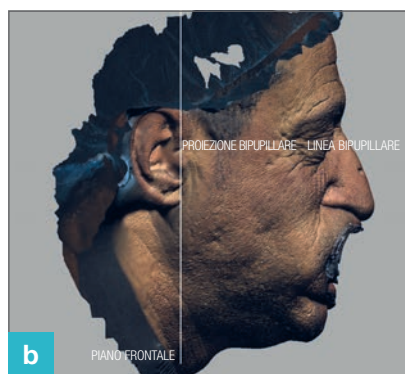 PROIEZIONE BIPUPILLARE LINEA BIPUPILLARE
PIANO FRONTALE
b